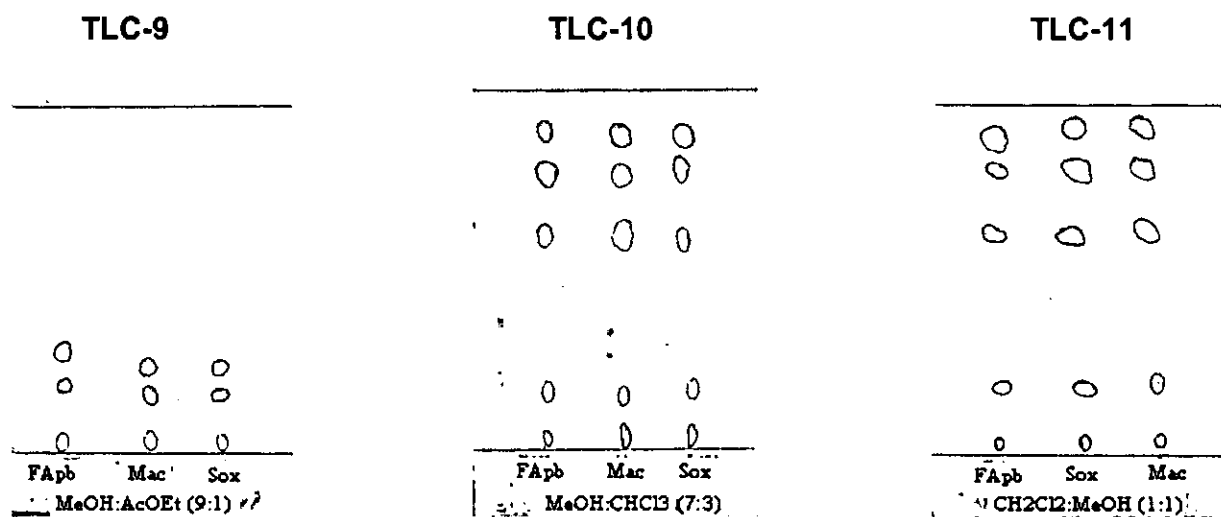 TLC-9
TLC-10
TLC-11
FApb Mac Sox
MeOH:AcOEt (9:1)
FApb Mac Sox
MeOH:CHCl3 (7:3)
FApb Sox Mac
CH2Cl2:MeOH (1:1)